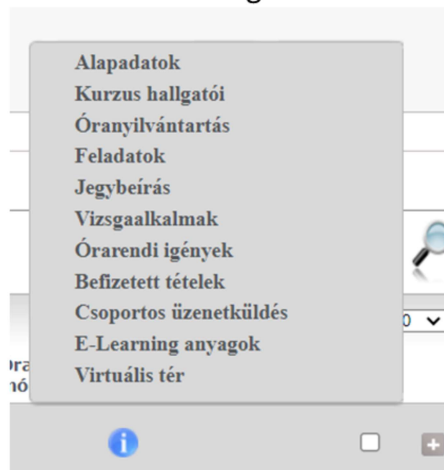 Alapadatok
Kurzus hallgatói
Óranyilvántartás
Feladatok
Jegybeírás
Vizsgaalkalmak
Órarendi igények
Befizetett tételek
Csoportos üzenetküldés
E-Learning anyagok
Virtuális tér